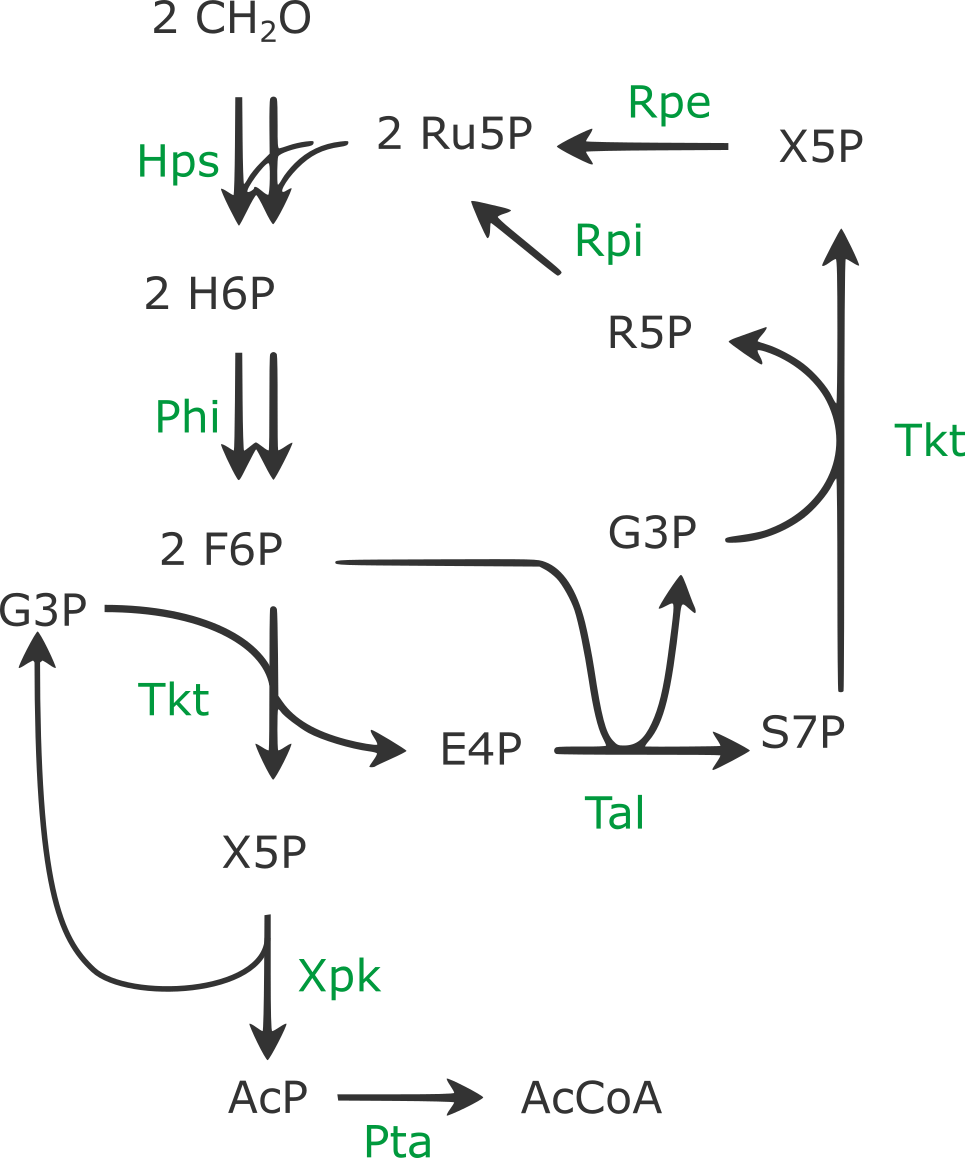 2 CH₂O
Rpe
2 Ru5P
X5P
Hps
Rpi
2 H6P
R5P
Phi
Tkt
2 F6P
G3P
G3P
Tkt
E4P
S7P
Tal
X5P
Xpk
AcP
AcCoA
Pta